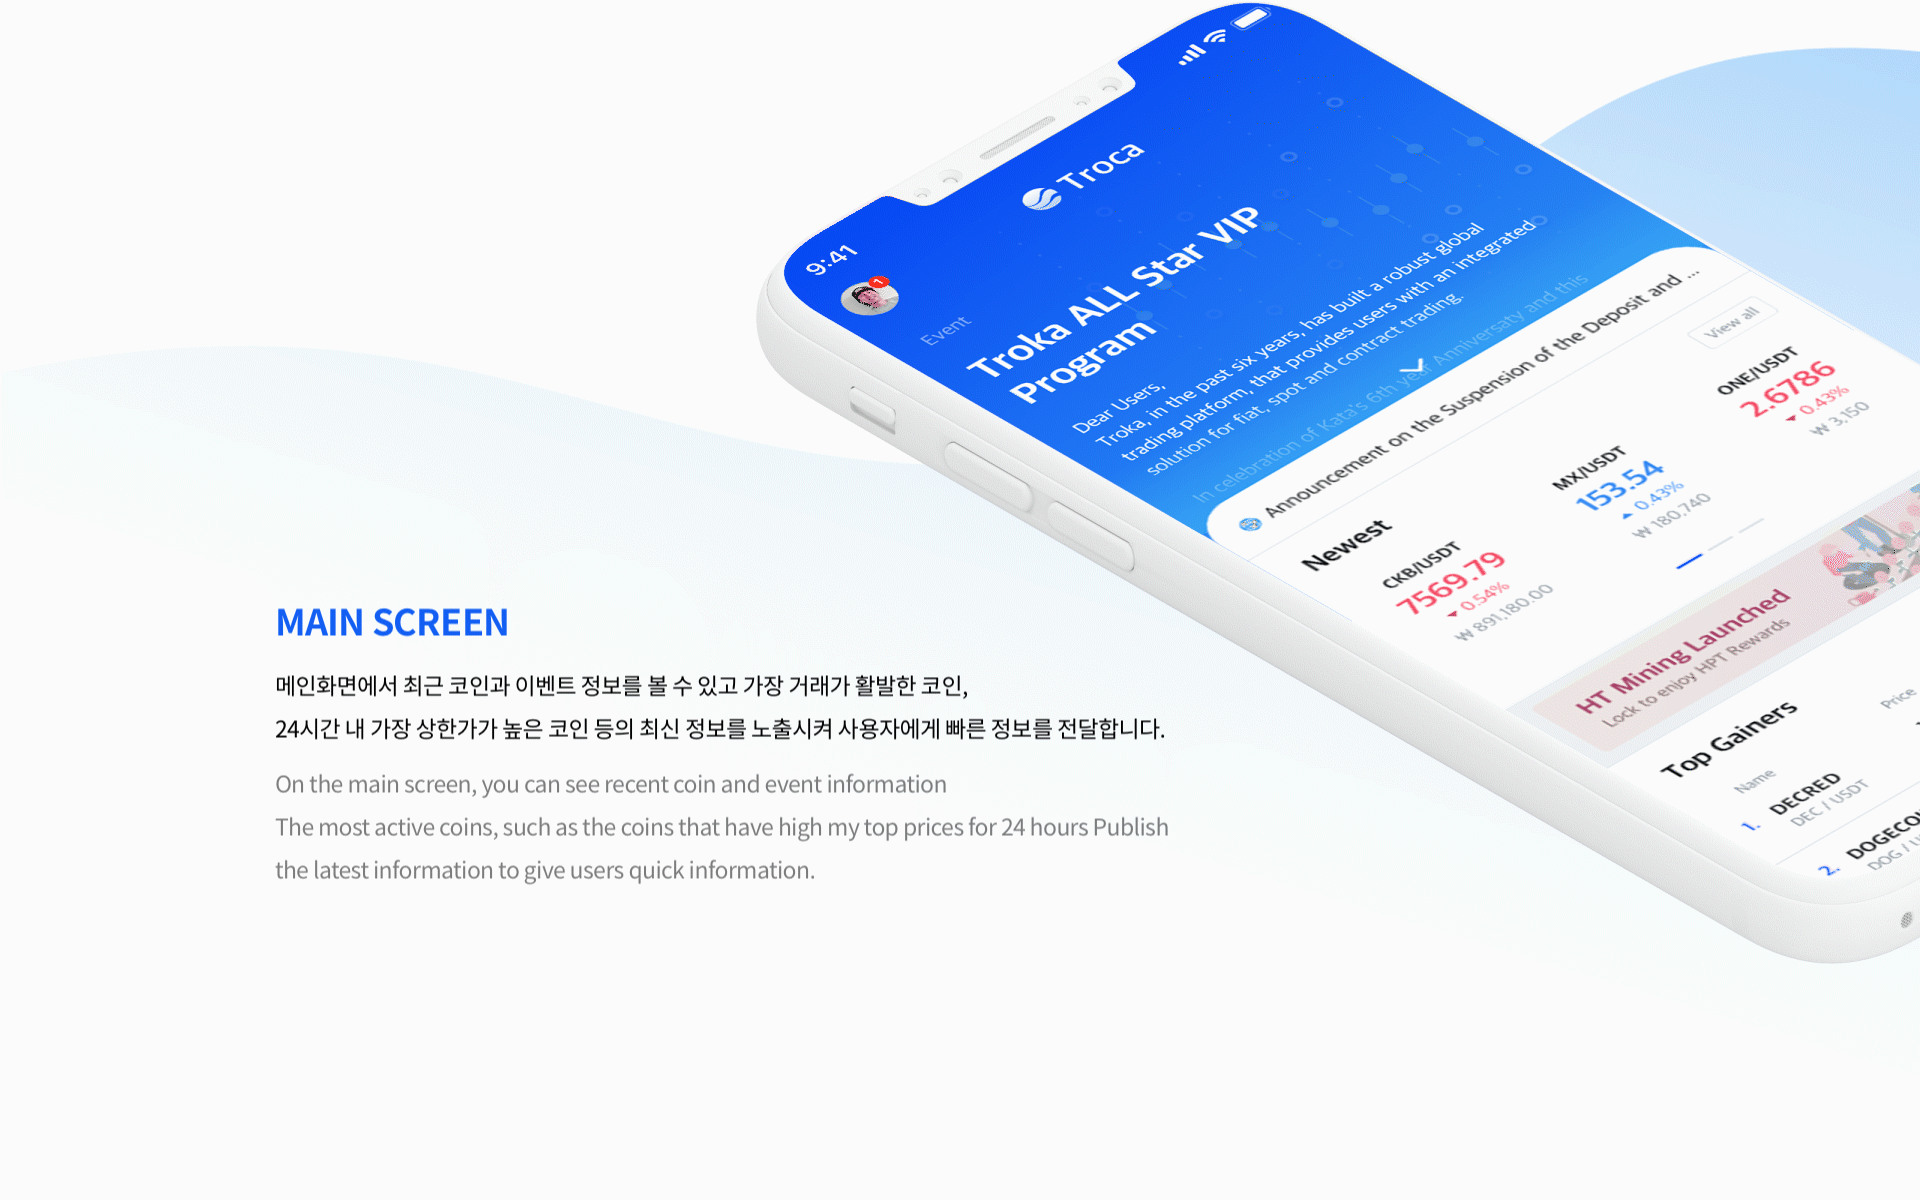 9:41
1
Troca
Event
Troka ALL Star VIP
Program
Dear Users,
Troka, in the past six years, has built a robust global
trading platform, that provides users with an integrated
solution for fiat, spot and contract trading.
In celebration of Kata's 6th year Anniversaty and this
Announcement on the Suspension of the Deposit and ...
Newest
View all
CKB/USDT
7569.79
0.54%
₩ 891,180.00
MX/USDT
153.54
0.43%
₩ 180,740
ONE/USDT
2.6786
0.43%
₩ 3,150
HT Mining Launched
Lock to enjoy HPT Rewards
Top Gainers
Name
Price
1.
DECRED
DEC / USDT
2.
MAIN SCREEN
메인화면에서 최근 코인과 이벤트 정보를 볼 수 있고 가장 거래가 활발한 코인,
24시간 내 가장 상한가가 높은 코인 등의 최신 정보를 노출시켜 사용자에게 빠른 정보를 전달합니다.
On the main screen, you can see recent coin and event information
The most active coins, such as the coins that have high my top prices for 24 hours Publish
the latest information to give users quick information.